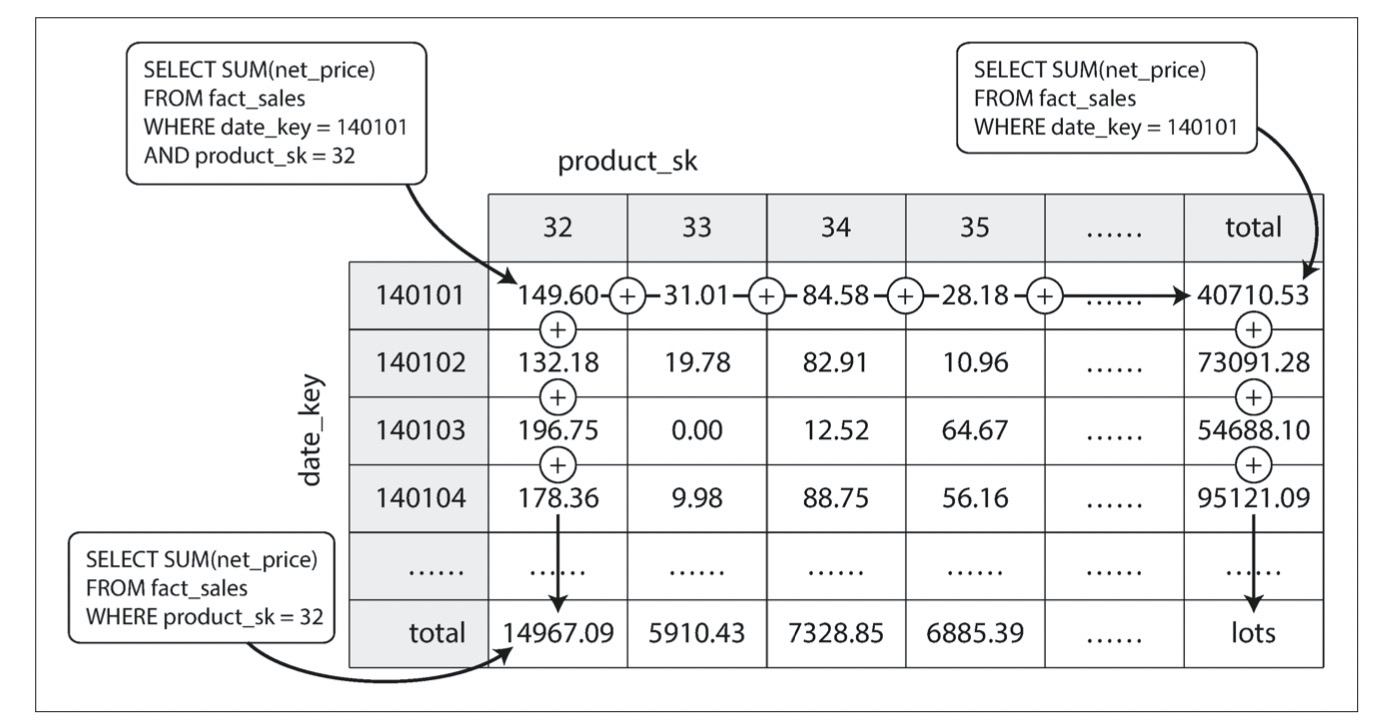 SELECT SUM(net_price)
FROM fact_sales
WHERE date_key = 140101
AND product_sk = 32
SELECT SUM(net_price)
FROM fact_sales
WHERE date_key = 140101
product_sk
32 33 34 35 ...... total
date_key
140101 149.60 + 31.01 + 84.58 + 28.18 + ...... 40710.53
+ +
140102 132.18 19.78 82.91 10.96 ...... 73091.28
+ +
140103 196.75 0.00 12.52 64.67 ...... 54688.10
+ +
140104 178.36 9.98 88.75 56.16 ...... 95121.09
...... ...... ...... ...... ...... ...... ......
total 14967.09 5910.43 7328.85 6885.39 ...... lots
SELECT SUM(net_price)
FROM fact_sales
WHERE product_sk = 32